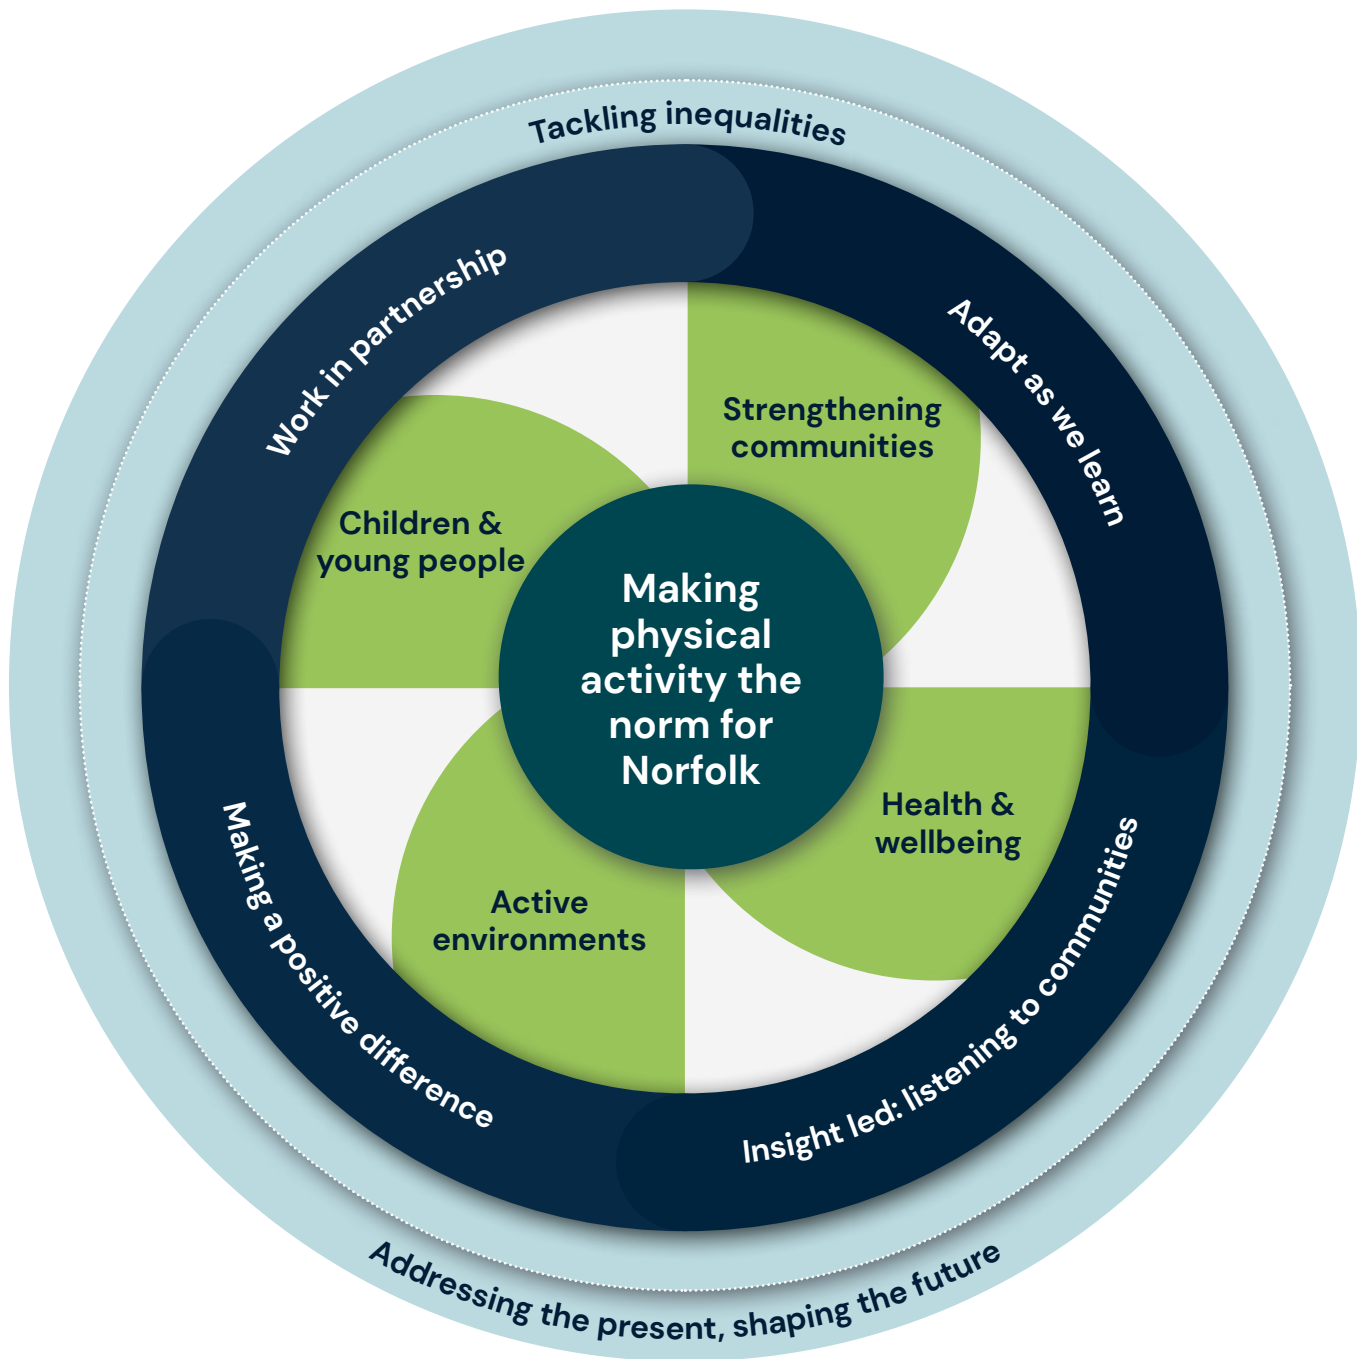 Tackling inequalities
Work in partnership
Adapt as we learn
Strengthening
communities
Children &
young people
Making
physical
activity the
norm for
Norfolk
Health &
wellbeing
Active
environments
Making a positive difference
Insight led: listening to communities
Addressing the present, shaping the future